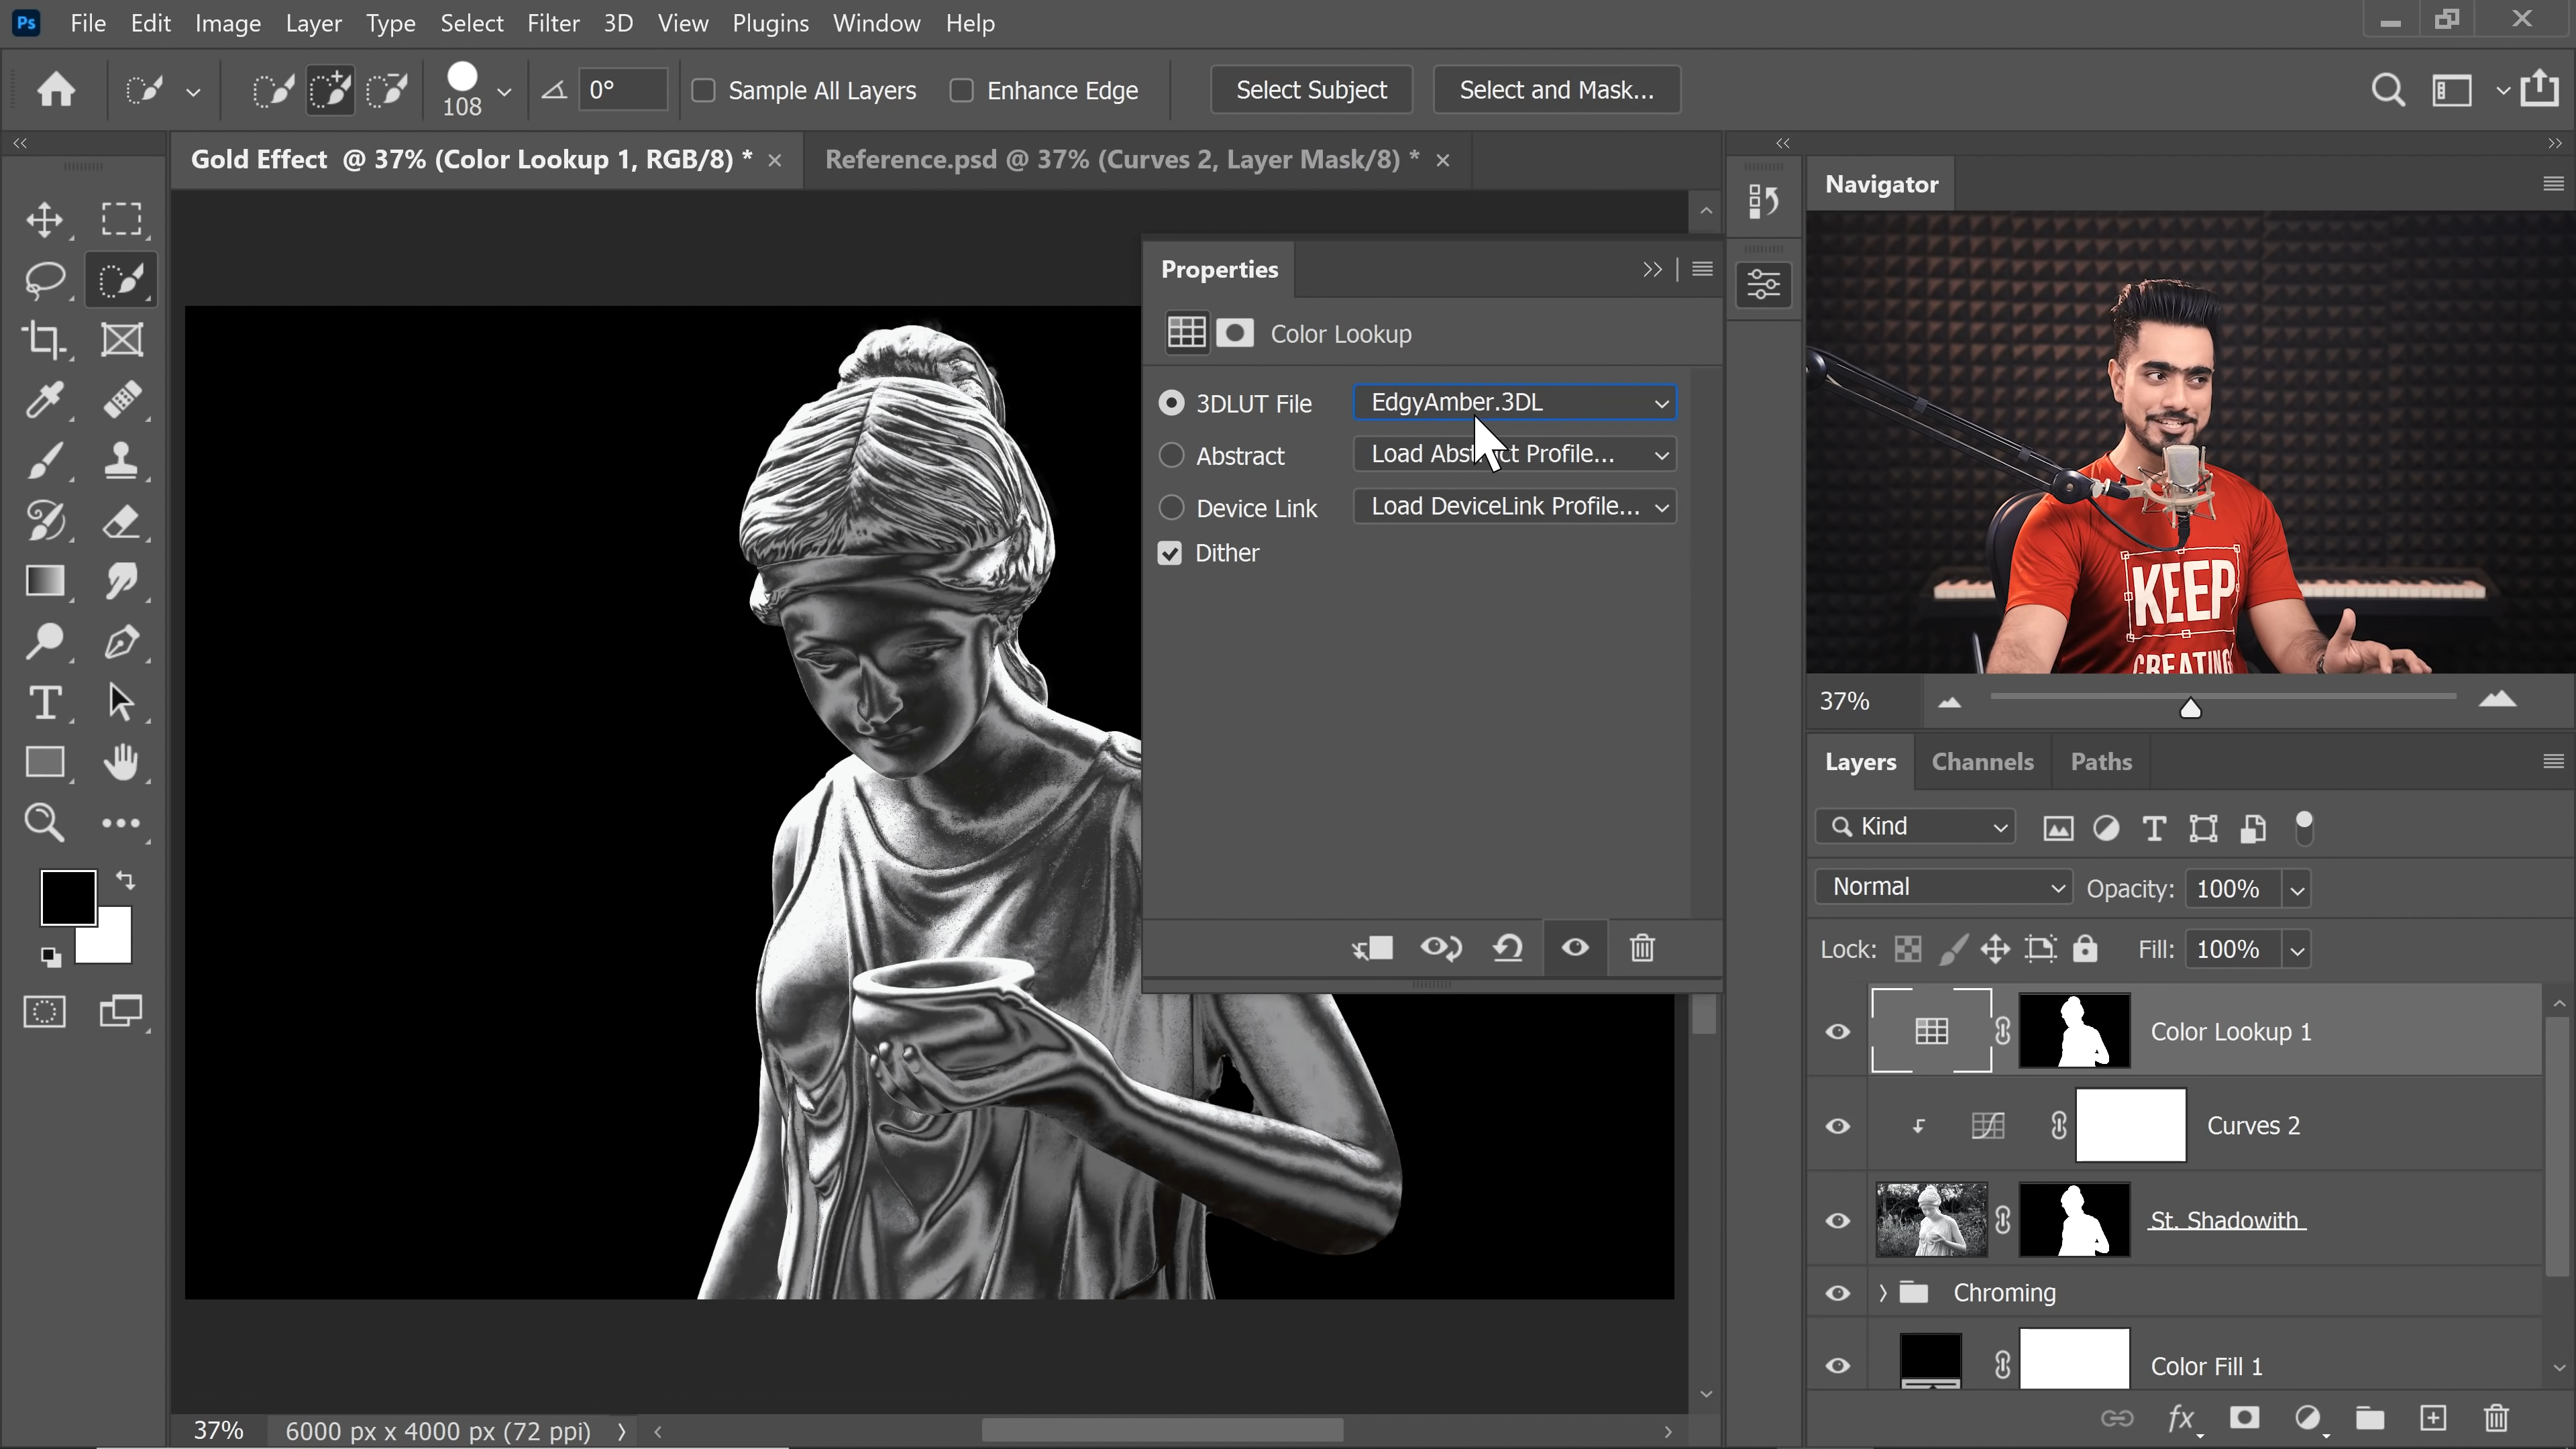 Ps File Edit Image Layer Type Select Filter 3D View Plugins Window Help
108 0° Sample All Layers Enhance Edge Select Subject Select and Mask...
Gold Effect @ 37% (Color Lookup 1, RGB/8) * × Reference.psd @ 37% (Curves 2, Layer Mask/8) * ×
Properties
Color Lookup
3DLUT File EdgyAmber.3DL
Abstract Load Abstract Profile...
Device Link Load DeviceLink Profile...
Dither
Navigator
KEEP
CREATING
37%
Layers Channels Paths
Kind
Normal Opacity: 100%
Lock: Fill: 100%
Color Lookup 1
Curves 2
St. Shadowith
Chroming
Color Fill 1
fx
37% 6000 px x 4000 px (72 ppi)